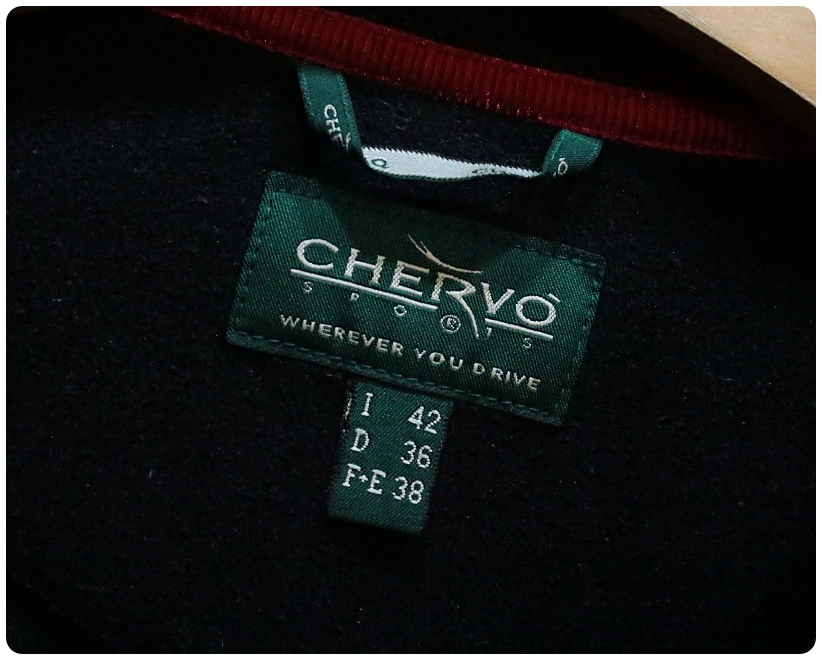 CHERVÒ
SPORTS
WHEREVER YOU DRIVE
I 42
D 36
F+E 38